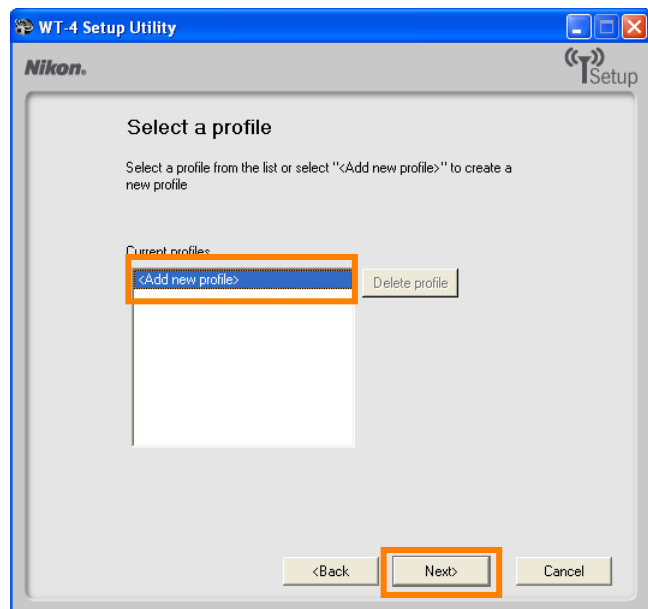 WT-4 Setup Utility
Nikon.
Setup
Select a profile
Select a profile from the list or select "<Add new profile>" to create a
new profile
Current profiles
<Add new profile>
Delete profile
<Back
Next>
Cancel